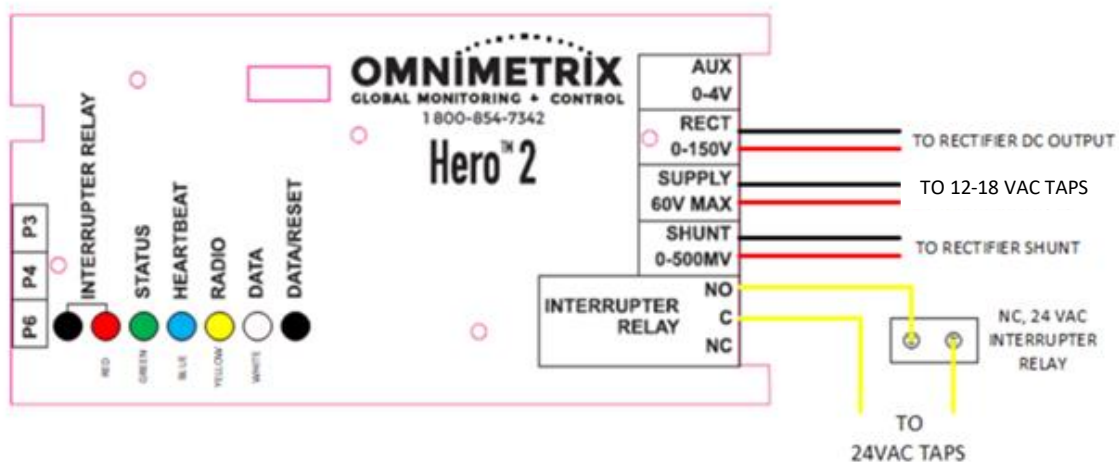 OMNiMETRIX
GLOBAL MONITORING + CONTROL
1 800-854-7342
Hero™ 2
AUX
0-4V
RECT
0-150V
SUPPLY
60V MAX
SHUNT
0-500MV
INTERRUPTER
RELAY
NO
C
NC
TO RECTIFIER DC OUTPUT
TO 12-18 VAC TAPS
TO RECTIFIER SHUNT
NC, 24 VAC
INTERRUPTER
RELAY
TO
24VAC TAPS
P3
P4
P6
INTERRUPTER RELAY
STATUS
HEARTBEAT
RADIO
DATA
DATA/RESET
RED
GREEN
BLUE
YELLOW
WHITE